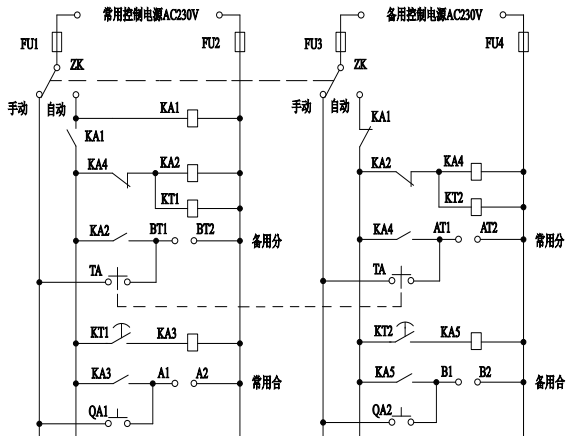 常用控制电源AC230V
备用控制电源AC230V
FU1
FU2
FU3
FU4
ZK
ZK
手动
自动
手动
自动
KA1
KA1
KA1
KA4
KA2
KA2
KA4
KT1
KT2
KA2
BT1
BT2
备用分
KA4
AT1
AT2
常用分
TA
TA
KT1
KA3
KT2
KA5
KA3
A1
A2
常用合
KA5
B1
B2
备用合
QA1
QA2